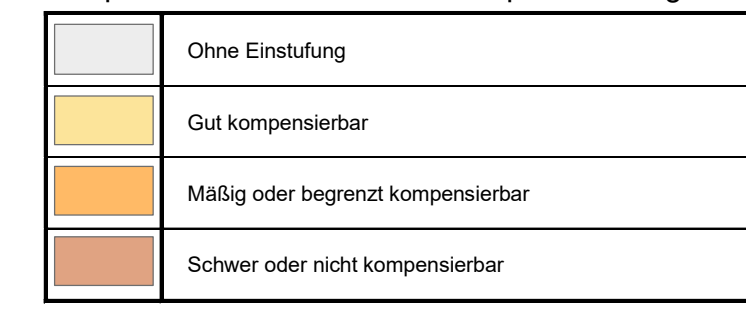 Ohne Einstufung
Gut kompensierbar
Mäßig oder begrenzt kompensierbar
Schwer oder nicht kompensierbar